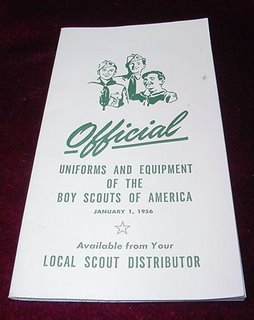 Official
UNIFORMS AND EQUIPMENT
OF THE
BOY SCOUTS OF AMERICA
JANUARY 1, 1956
Available from Your
LOCAL SCOUT DISTRIBUTOR